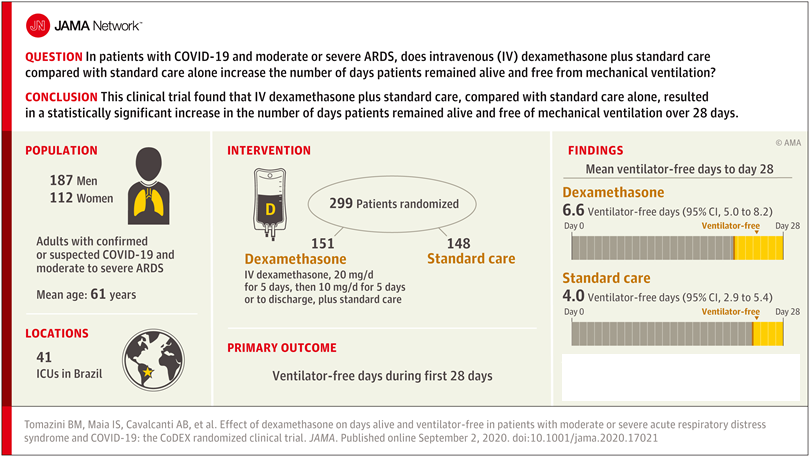 JN JAMA Network™
QUESTION In patients with COVID-19 and moderate or severe ARDS, does intravenous (IV) dexamethasone plus standard care
compared with standard care alone increase the number of days patients remained alive and free from mechanical ventilation?
CONCLUSION This clinical trial found that IV dexamethasone plus standard care, compared with standard care alone, resulted
in a statistically significant increase in the number of days patients remained alive and free of mechanical ventilation over 28 days.
© AMA
POPULATION
187 Men
112 Women
Adults with confirmed
or suspected COVID-19 and
moderate to severe ARDS
Mean age: 61 years
LOCATIONS
41
ICUs in Brazil
INTERVENTION
D
299 Patients randomized
151
Dexamethasone
IV dexamethasone, 20 mg/d
for 5 days, then 10 mg/d for 5 days
or to discharge, plus standard care
148
Standard care
PRIMARY OUTCOME
Ventilator-free days during first 28 days
FINDINGS
Mean ventilator-free days to day 28
Dexamethasone
6.6 Ventilator-free days (95% CI, 5.0 to 8.2)
Day 0 Ventilator-free Day 28
Standard care
4.0 Ventilator-free days (95% CI, 2.9 to 5.4)
Day 0 Ventilator-free Day 28
Tomazini BM, Maia IS, Cavalcanti AB, et al. Effect of dexamethasone on days alive and ventilator-free in patients with moderate or severe acute respiratory distress
syndrome and COVID-19: the CoDEX randomized clinical trial. JAMA. Published online September 2, 2020. doi:10.1001/jama.2020.17021